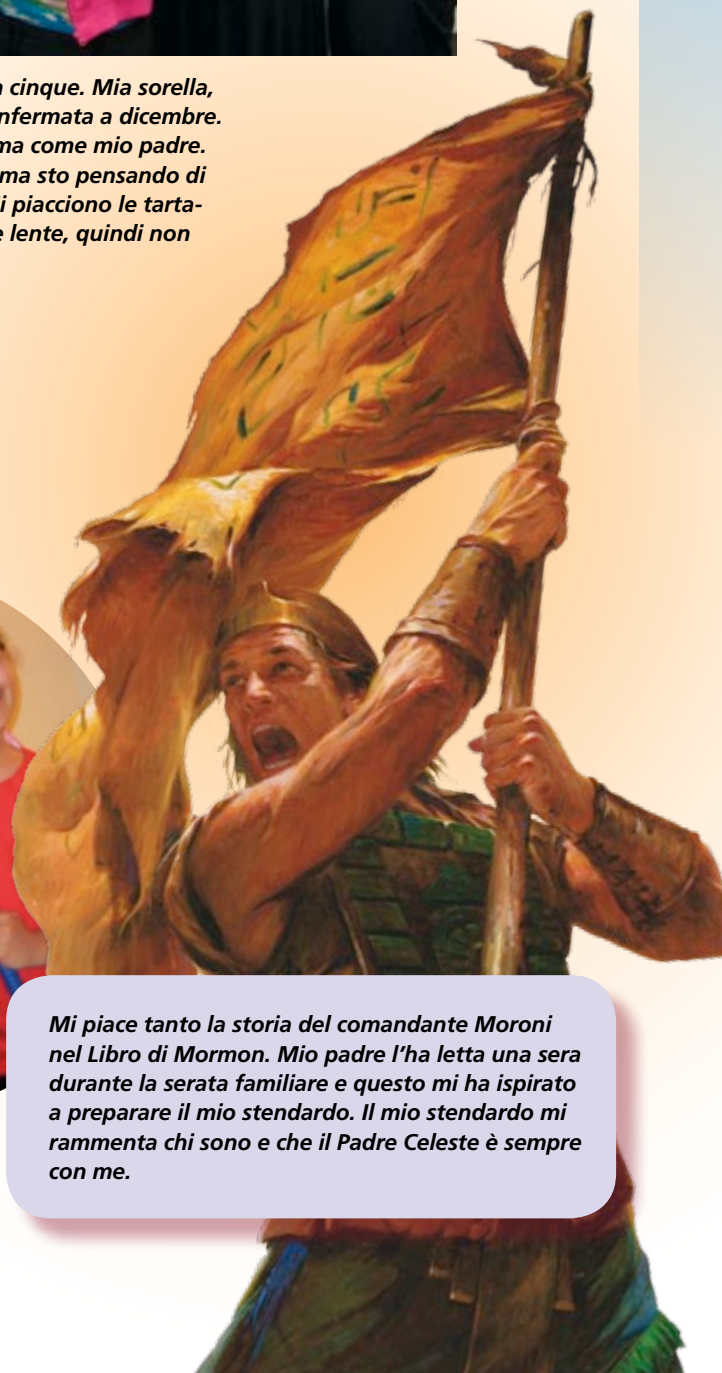 cinque. Mia sorella,
a dicembre.
ma come mio padre.
ma sto pensando di
piacciono le tarta-
lente, quindi non
Mi piace tanto la storia del comandante Moroni
nel Libro di Mormon. Mio padre l’ha letta una sera
durante la serata familiare e questo mi ha ispirato
a preparare il mio stendardo. Il mio stendardo mi
rammenta chi sono e che il Padre Celeste è sempre
con me.